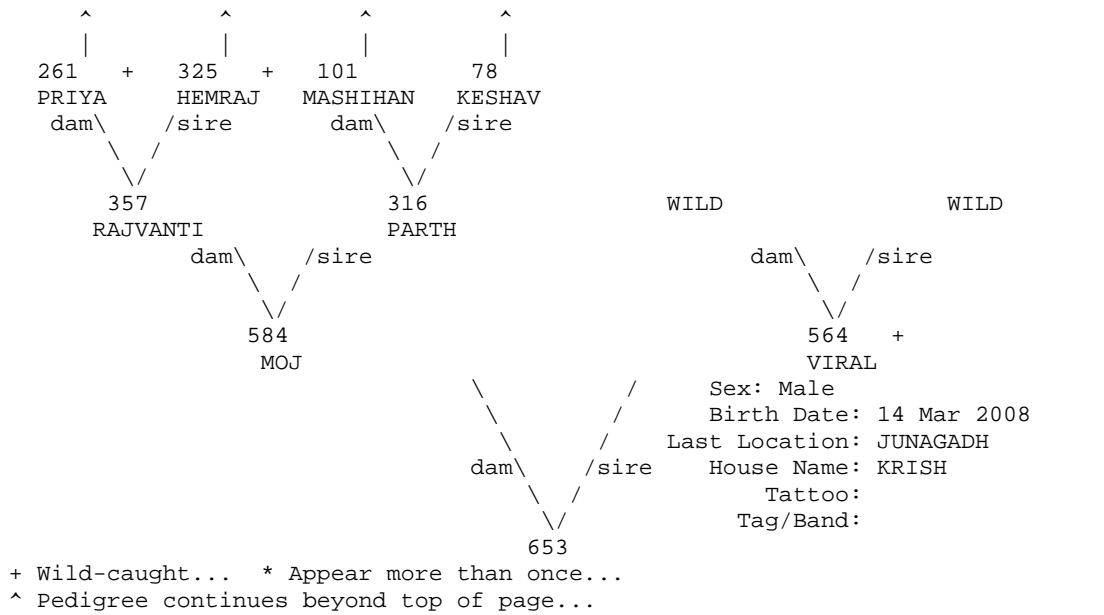 ^ ^ ^ ^
| | | |
261 + 325 + 101 78
PRIYA HEMRAJ MASHIHAN KESHAV
dam\ /sire dam\ /sire
\ / \ /
\/ \/
357 316 WILD WILD
RAJVANTI PARTH
dam\ /sire dam\ /sire
\ / \ /
\/ \/
584 564 +
MOJ VIRAL
\ / Sex: Male
\ / Birth Date: 14 Mar 2008
\ / Last Location: JUNAGADH
dam\ /sire House Name: KRISH
\ / Tattoo:
\/ Tag/Band:
653
+ Wild-caught... * Appear more than once...
^ Pedigree continues beyond top of page...